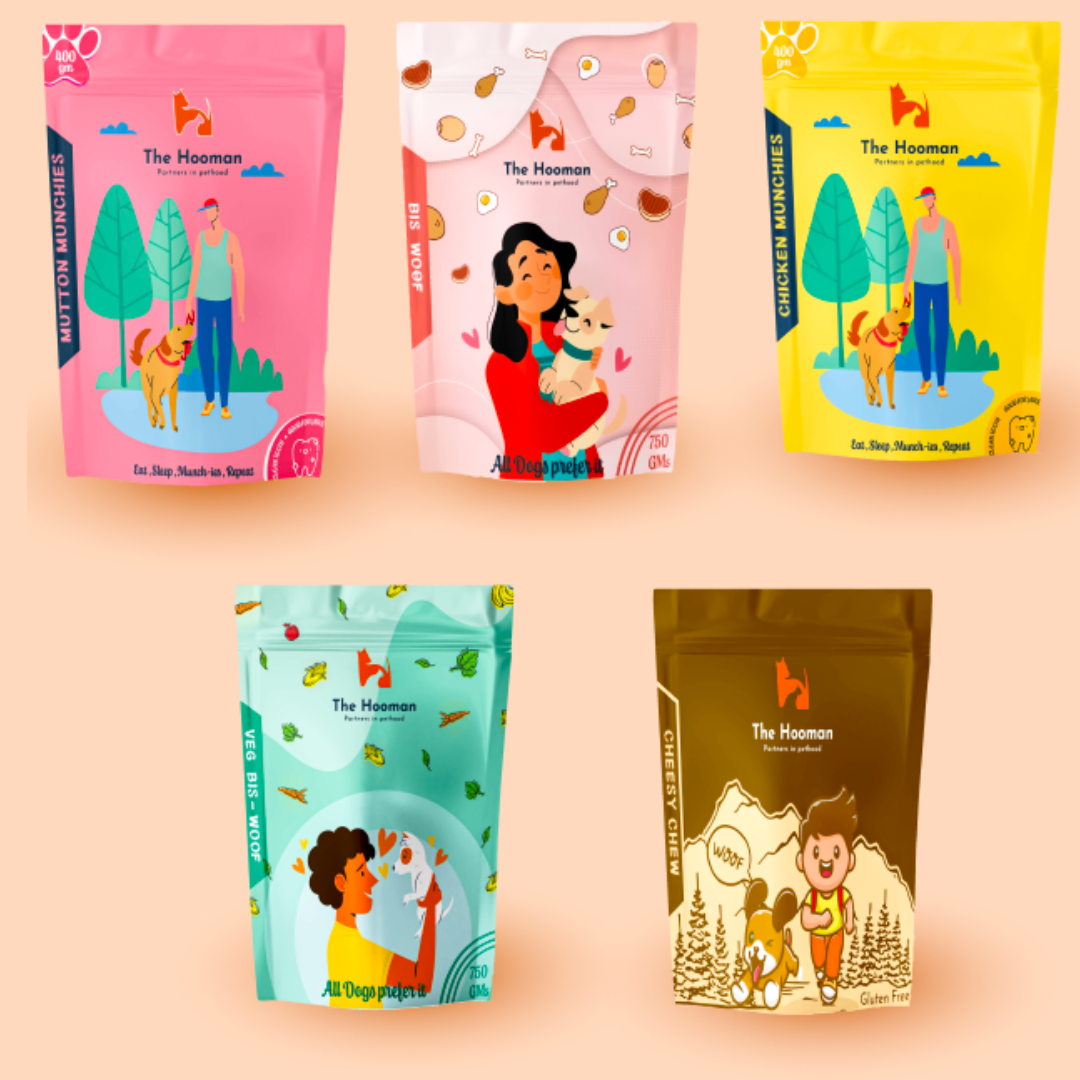 400
gm
The Hooman
Partners in pethood
MUTTON MUNCHIES
Eat, Sleep, Munch-ies, Repeat
The Hooman
Partners in pethood
BIS WOOF
750
GMs
All Dogs prefer it
400
gm
The Hooman
Partners in pethood
CHICKEN MUNCHIES
Eat, Sleep, Munch-ies, Repeat
The Hooman
Partners in pethood
VEG BIS-WOOF
750
GMs
All Dogs prefer it
The Hooman
Partners in pethood
CHEESY CHEW
WOOF
Gluten Free